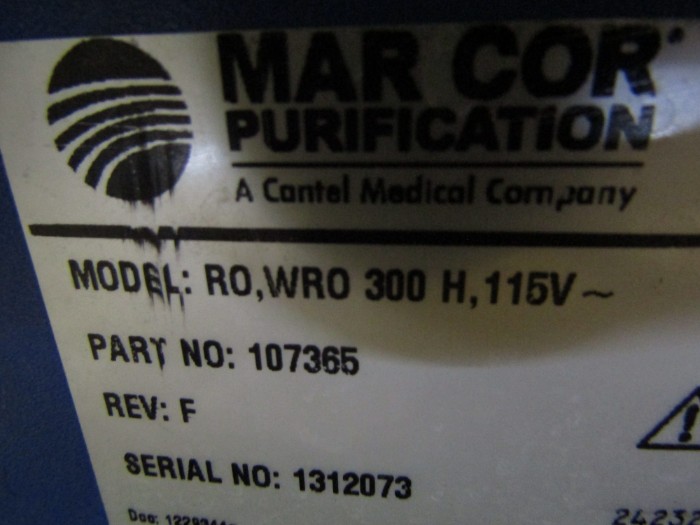 MAR COR
PURIFICATION
A Cantel Medical Company
MODEL: RO,WRO 300 H,115V~
PART NO: 107365
REV: F
SERIAL NO: 1312073